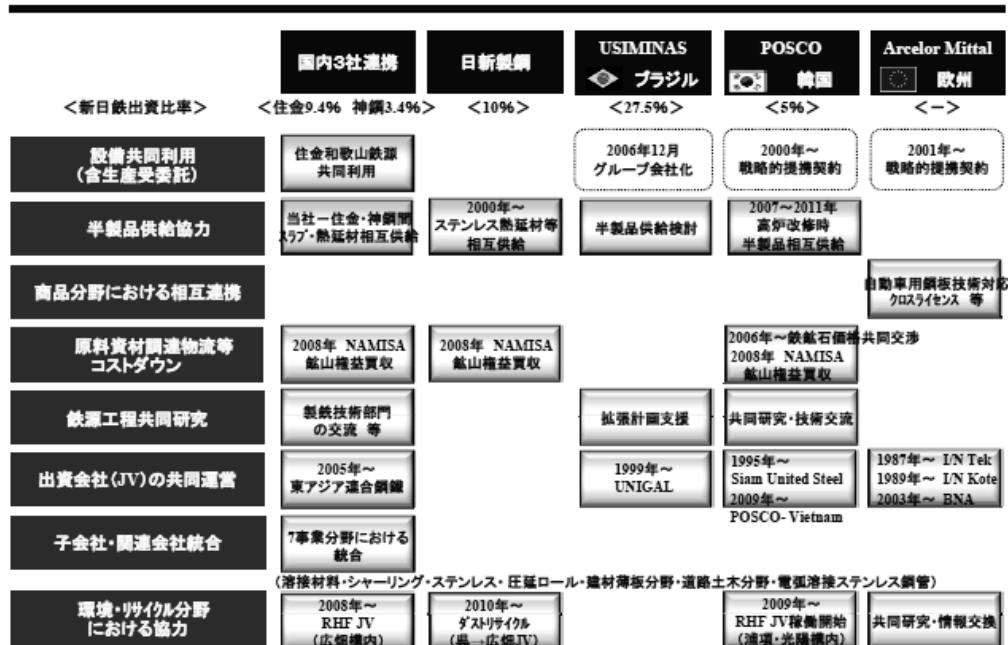 国内3社連携
日新製鋼
USIMINAS
ブラジル
POSCO
韓国
Arcelor Mittal
欧州
＜新日鉄出資比率＞
＜住金9.4% 神鋼3.4%＞
＜10%＞
＜27.5%＞
＜5%＞
＜－＞
設備共同利用
（含生産受委託）
住金和歌山鉄源
共同利用
2006年12月
グループ会社化
2000年～
戦略的提携契約
2001年～
戦略的提携契約
半製品供給協力
当社－住金・神鋼間
スラブ・熱延材相互供給
2000年～
ステンレス熱延材等
相互供給
半製品供給検討
2007～2011年
高炉改修時
半製品相互供給
商品分野における相互連携
自動車用鋼板技術対応
クロスライセンス 等
原料資材調達物流等
コストダウン
2008年 NAMISA
鉱山権益買収
2008年 NAMISA
鉱山権益買収
2006年～鉄鉱石価格共同交渉
2008年 NAMISA
鉱山権益買収
鉄源工程共同研究
製銑技術部門
の交流 等
拡張計画支援
共同研究・技術交流
出資会社(JV)の共同運営
2005年～
東アジア連合鋼鐵
1999年～
UNIGAL
1995年～
Siam United Steel
2009年～
POSCO- Vietnam
1987年～ I/N Tek
1989年～ I/N Kote
2003年～ BNA
子会社・関連会社統合
7事業分野における
統合
（溶接材料・シャーリング・ステンレス・圧延ロール・建材薄板分野・道路土木分野・電弧溶接ステンレス鋼管）
環境・リサイクル分野
における協力
2008年～
RHF JV
（広畑構内）
2010年～
ダストリサイクル
（呉→広畑JV）
2009年～
RHF JV稼働開始
（浦項・光陽構内）
共同研究・情報交換